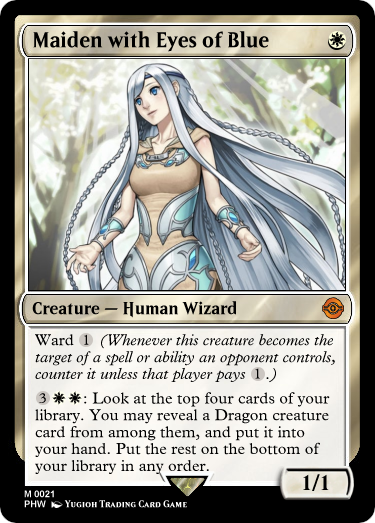 Maiden with Eyes of Blue
Creature — Human Wizard
Ward 1 (Whenever this creature becomes the
target of a spell or ability an opponent controls,
counter it unless that player pays 1.)
3: Look at the top four cards of your
library. You may reveal a Dragon creature
card from among them, and put it into
your hand. Put the rest on the bottom of
your library in any order.
1/1
M 0021
PHW Yugioh Trading Card Game